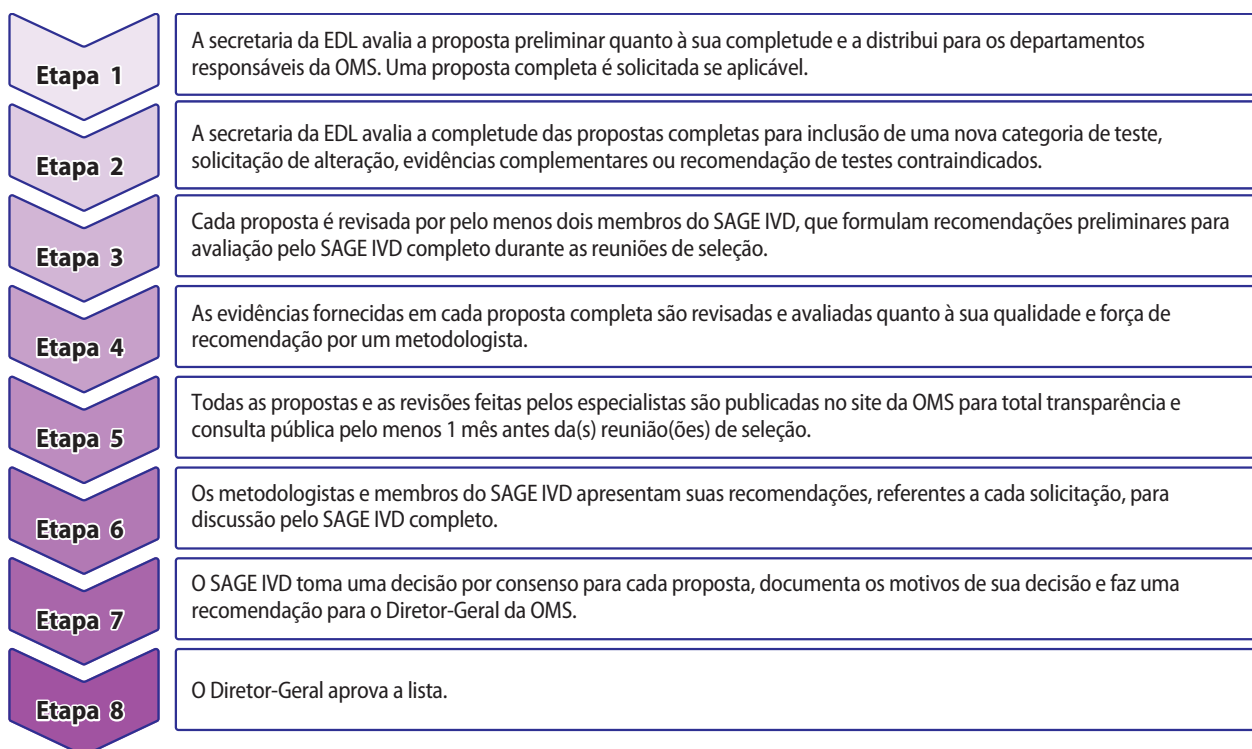 Etapa 1
A secretaria da EDL avalia a proposta preliminar quanto à sua completude e a distribui para os departamentos
responsáveis da OMS. Uma proposta completa é solicitada se aplicável.
Etapa 2
A secretaria da EDL avalia a completude das propostas completas para inclusão de uma nova categoria de teste,
solicitação de alteração, evidências complementares ou recomendação de testes contraindicados.
Etapa 3
Cada proposta é revisada por pelo menos dois membros do SAGE IVD, que formulam recomendações preliminares para
avaliação pelo SAGE IVD completo durante as reuniões de seleção.
Etapa 4
As evidências fornecidas em cada proposta completa são revisadas e avaliadas quanto à sua qualidade e força de
recomendação por um metodologista.
Etapa 5
Todas as propostas e as revisões feitas pelos especialistas são publicadas no site da OMS para total transparência e
consulta pública pelo menos 1 mês antes da(s) reunião(ões) de seleção.
Etapa 6
Os metodologistas e membros do SAGE IVD apresentam suas recomendações, referentes a cada solicitação, para
discussão pelo SAGE IVD completo.
Etapa 7
O SAGE IVD toma uma decisão por consenso para cada proposta, documenta os motivos de sua decisão e faz uma
recomendação para o Diretor-Geral da OMS.
Etapa 8
O Diretor-Geral aprova a lista.